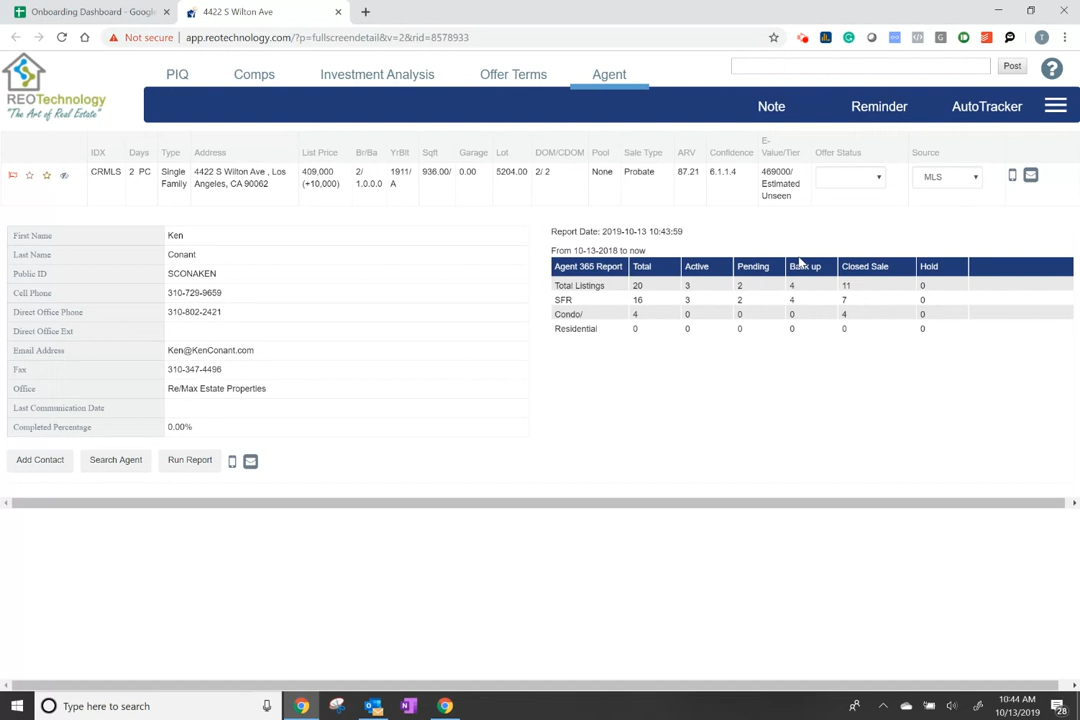 Onboarding Dashboard - Google
4422 S Wilton Ave
Not secure app.reotechnology.com/?p=fullscreendetail&v=2&rid=8578933
REOTechnology
"The Art of Real Estate"
PIQ Comps Investment Analysis Offer Terms Agent
Post
Note Reminder AutoTracker
IDX Days Type Address List Price Br/Ba YrBlt Sqft Garage Lot DOM/CDOM Pool Sale Type ARV Confidence E-Value/Tier Offer Status Source
CRMLS 2 PC Single Family 4422 S Wilton Ave , Los Angeles, CA 90062 409,000 (+10,000) 2/ 1.0.0.0 1911/ A 936.00/ 0.00 5204.00 2/ 2 None Probate 87.21 6.1.1.4 469000/ Estimated Unseen MLS
First Name Ken
Last Name Conant
Public ID SCONAKEN
Cell Phone 310-729-9659
Direct Office Phone 310-802-2421
Direct Office Ext
Email Address Ken@KenConant.com
Fax 310-347-4496
Office Re/Max Estate Properties
Last Communication Date
Completed Percentage 0.00%
Add Contact Search Agent Run Report
Report Date: 2019-10-13 10:43:59
From 10-13-2018 to now
Agent 365 Report Total Active Pending Back up Closed Sale Hold
Total Listings 20 3 2 4 11 0
SFR 16 3 2 4 7 0
Condo/ 4 0 0 0 4 0
Residential 0 0 0 0 0 0
Type here to search
10:44 AM
10/13/2019
28